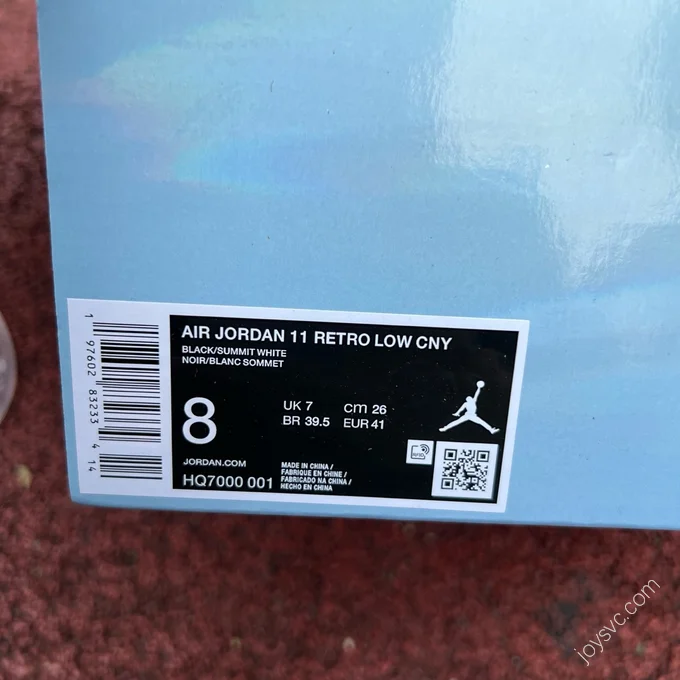 AIR JORDAN 11 RETRO LOW CNY
BLACK/SUMMIT WHITE
NOIR/BLANC SOMMET
8
UK 7 cm 26
BR 39.5 EUR 41
JORDAN.COM
HQ7000 001
MADE IN CHINA /
FABRIQUE EN CHINE /
FABRICADO NA CHINA /
HECHO EN CHINA
RFID
1 97602 83233 4 14
joysvc.com